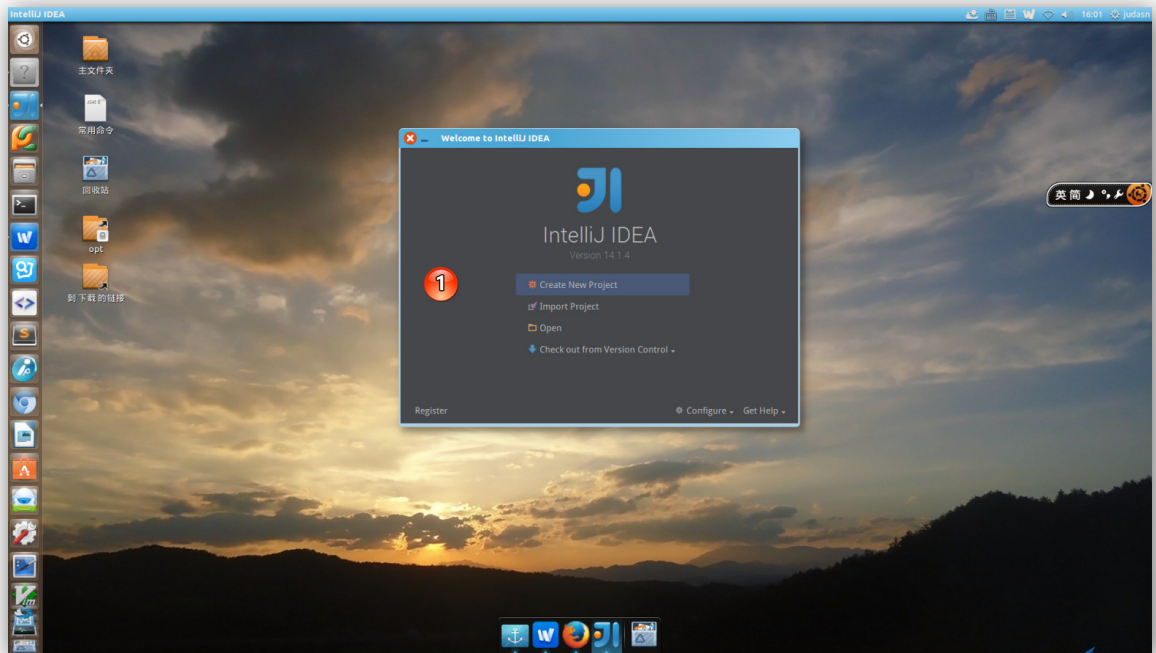 IntelliJ IDEA
16:01
judasn
主文件夹
常用命令
回收站
opt
到 下载 的链接
Welcome to IntelliJ IDEA
IntelliJ IDEA
Version 14.1.4
1
Create New Project
Import Project
Open
Check out from Version Control
Register
Configure
Get Help
英 简